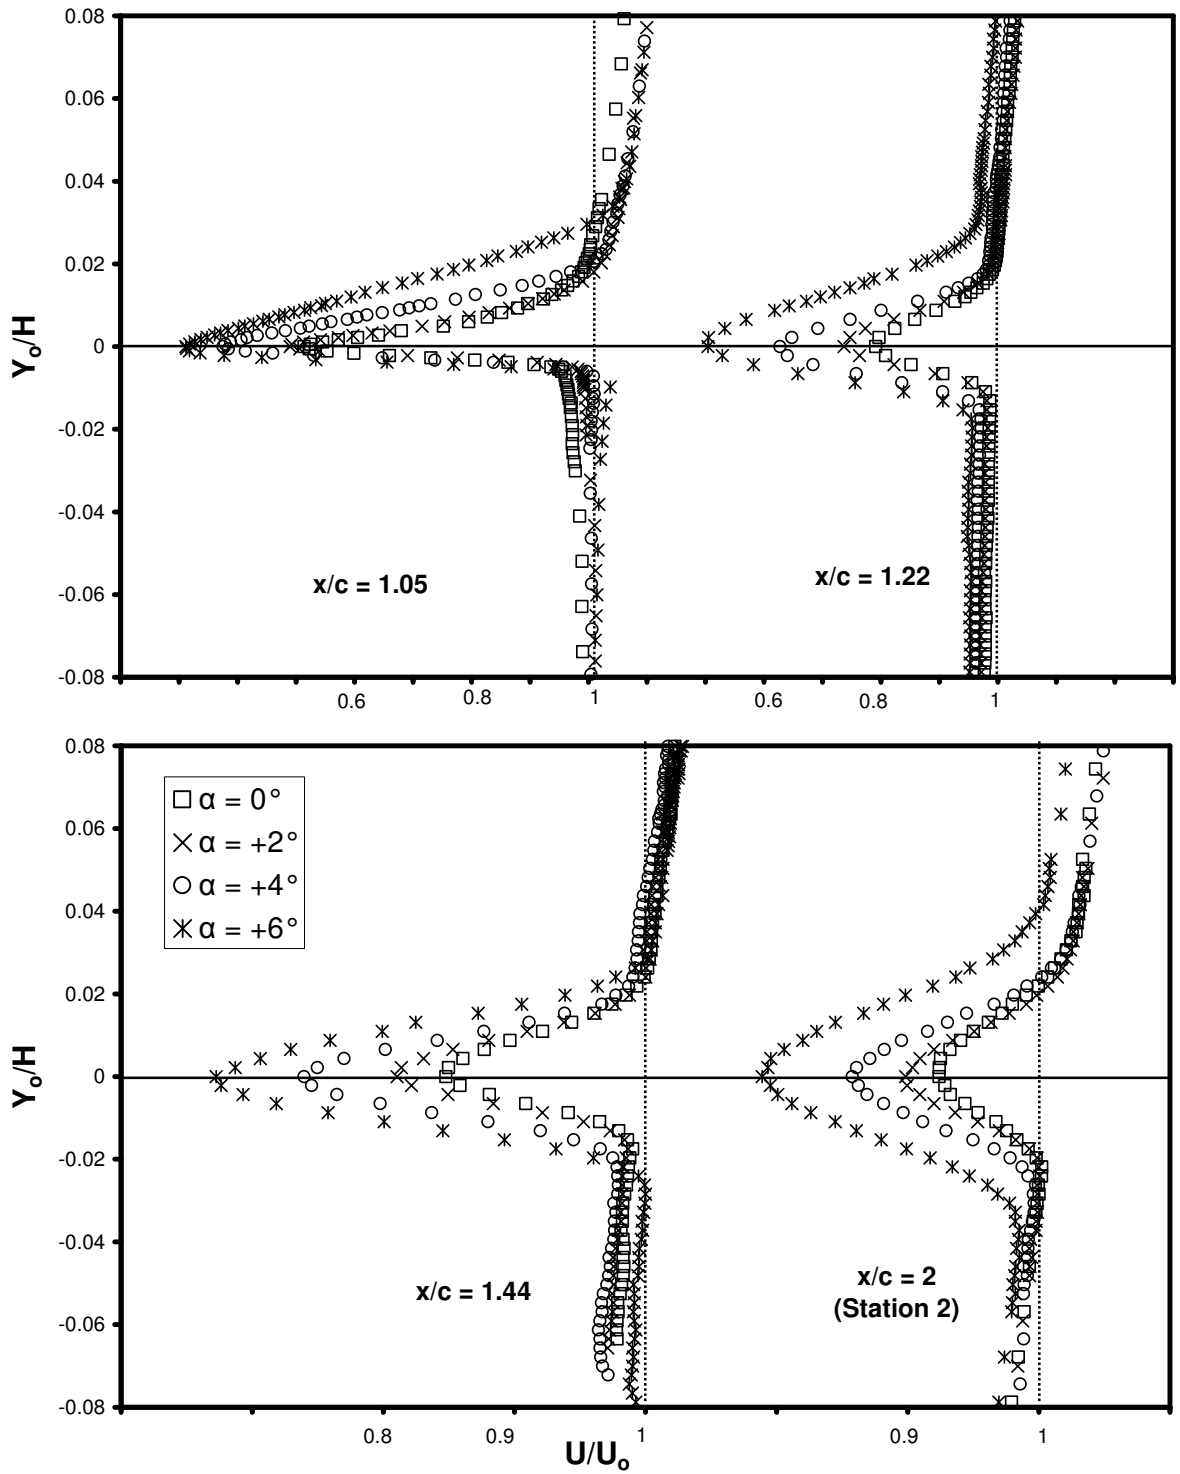 0.08
0.06
0.04
0.02
0
-0.02
-0.04
-0.06
-0.08
Yo/H
x/c = 1.05
x/c = 1.22
0.6 0.8 1 0.6 0.8 1
0.08
0.06
0.04
0.02
0
-0.02
-0.04
-0.06
-0.08
Yo/H
α = 0°
α = +2°
α = +4°
α = +6°
x/c = 1.44
x/c = 2
(Station 2)
0.8 0.9 1 0.9 1
U/Uo